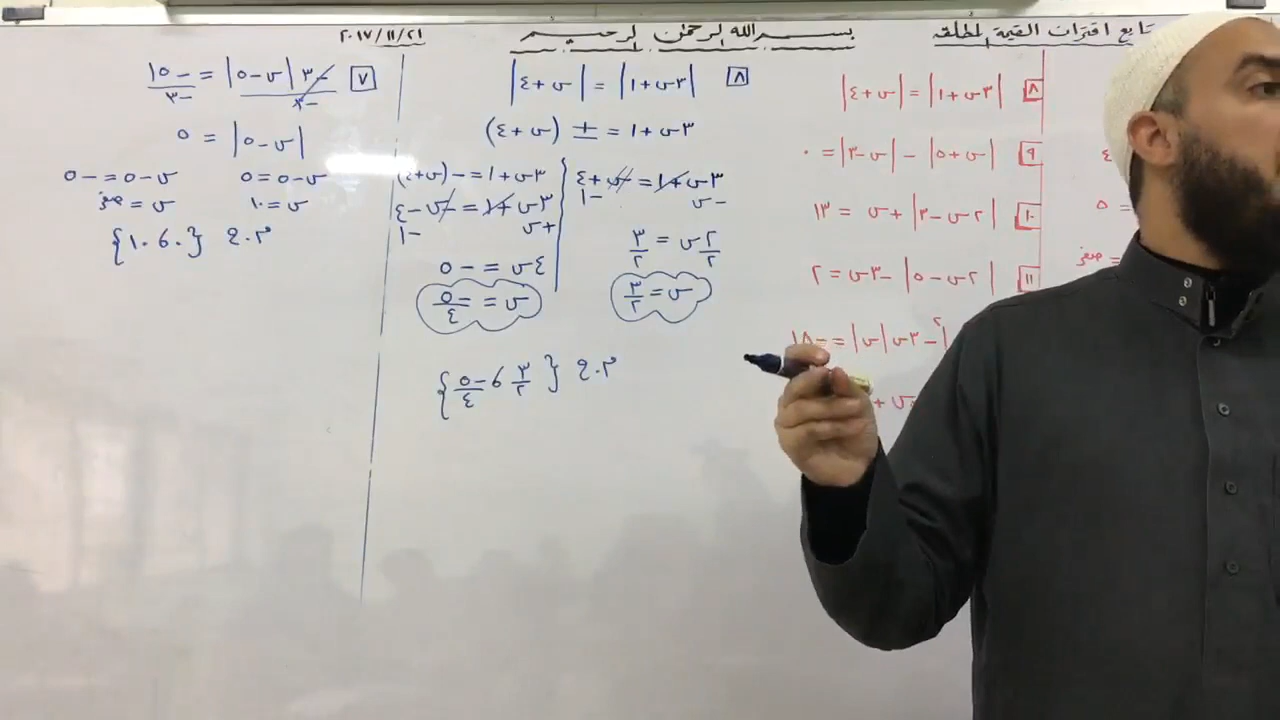 تابع اقترانات القيمة المطلقة
بسم الله الرحمن الرحيم
٢٠١٧/١١/٢١
٨ |٣س+١| = |س+٤|
٩ |س+٥| − |س−٣| = ٠
١٠ |٢س−٣| + س = ١٣
١١ |٢س−٥| −٣س = ٢
٣س|س| = −١٥
٨ |٣س+١| = |س+٤|
٣س+١ = ± (س+٤)
٣س+١ = س+٤
−س −١
٢س/٢ = ٣/٢
س = ٣/٢
٣س+١ = −(س+٤)
٣س+١ = −س−٤
+س −١
٤س = −٥
س = −٥/٤
م.ح {٣/٢ ، −٥/٤}
٧ −٣|س−٥| = −١٥
−٣ −٣
|س−٥| = ٥
س−٥ = ٥ س−٥ = −٥
س = ١٠ س = صفر
م.ح {٠ ، ١٠}